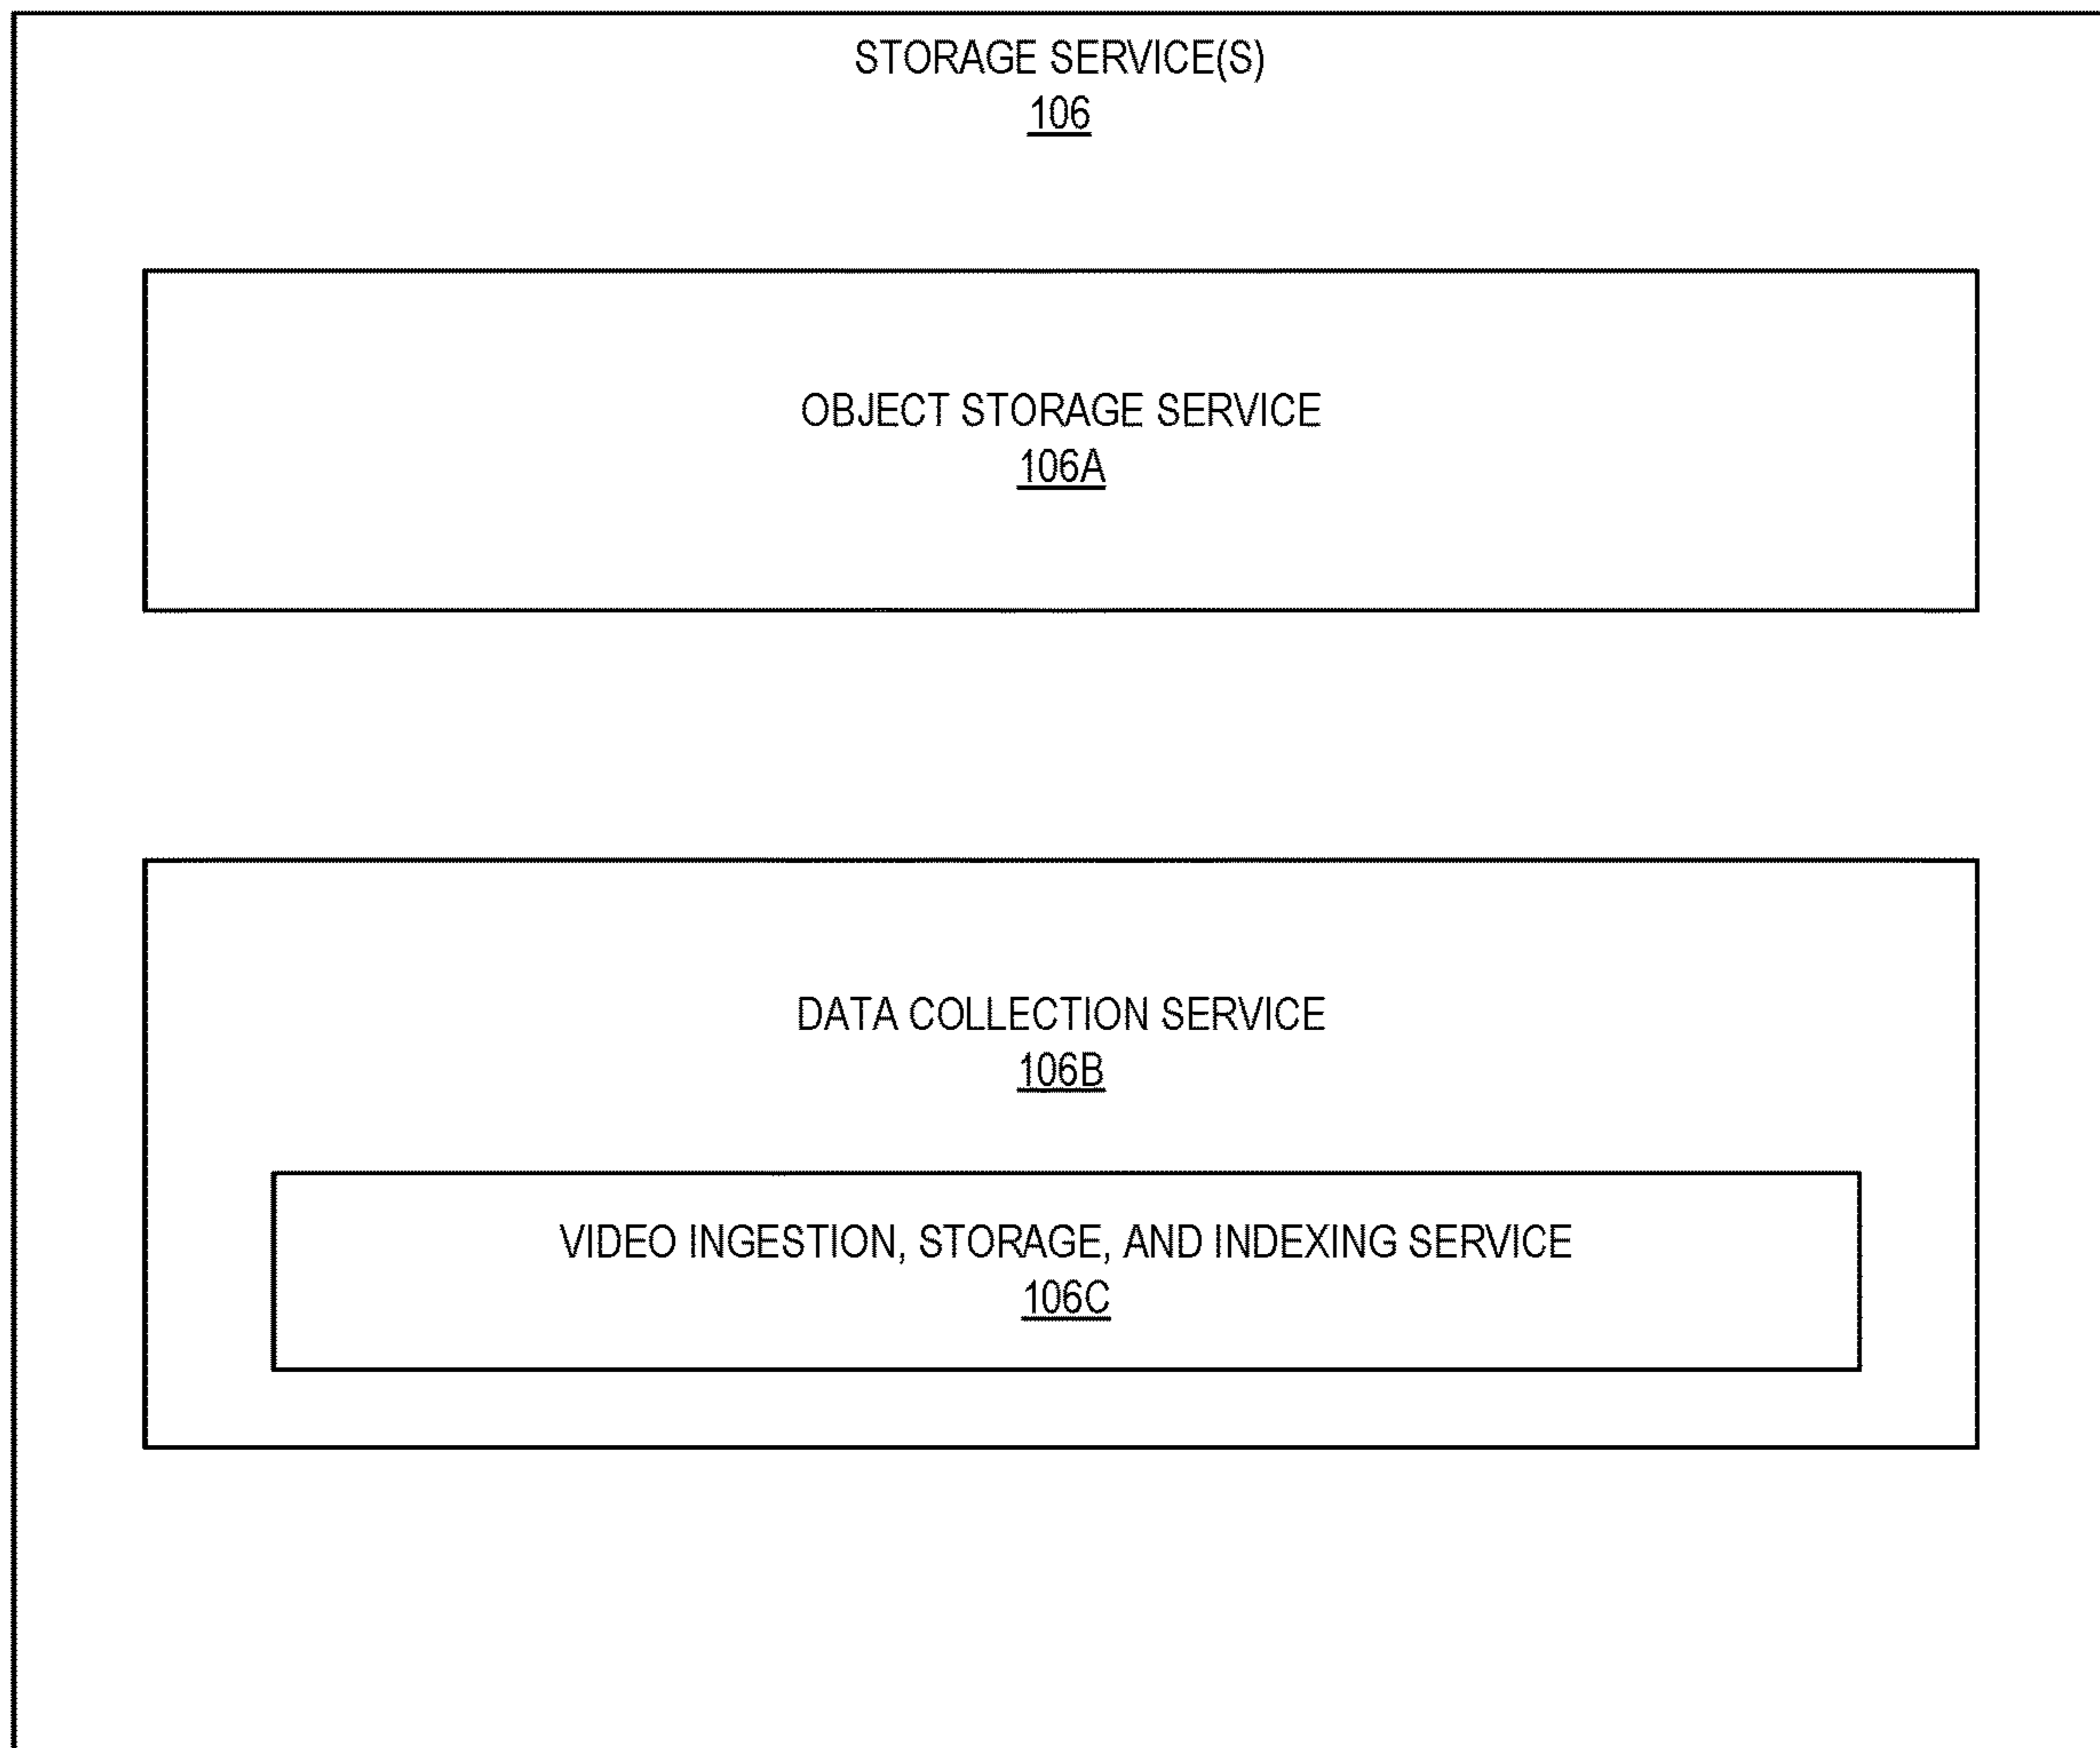 STORAGE SERVICE(S)
106
OBJECT STORAGE SERVICE
106A
DATA COLLECTION SERVICE
106B
VIDEO INGESTION, STORAGE, AND INDEXING SERVICE
106C